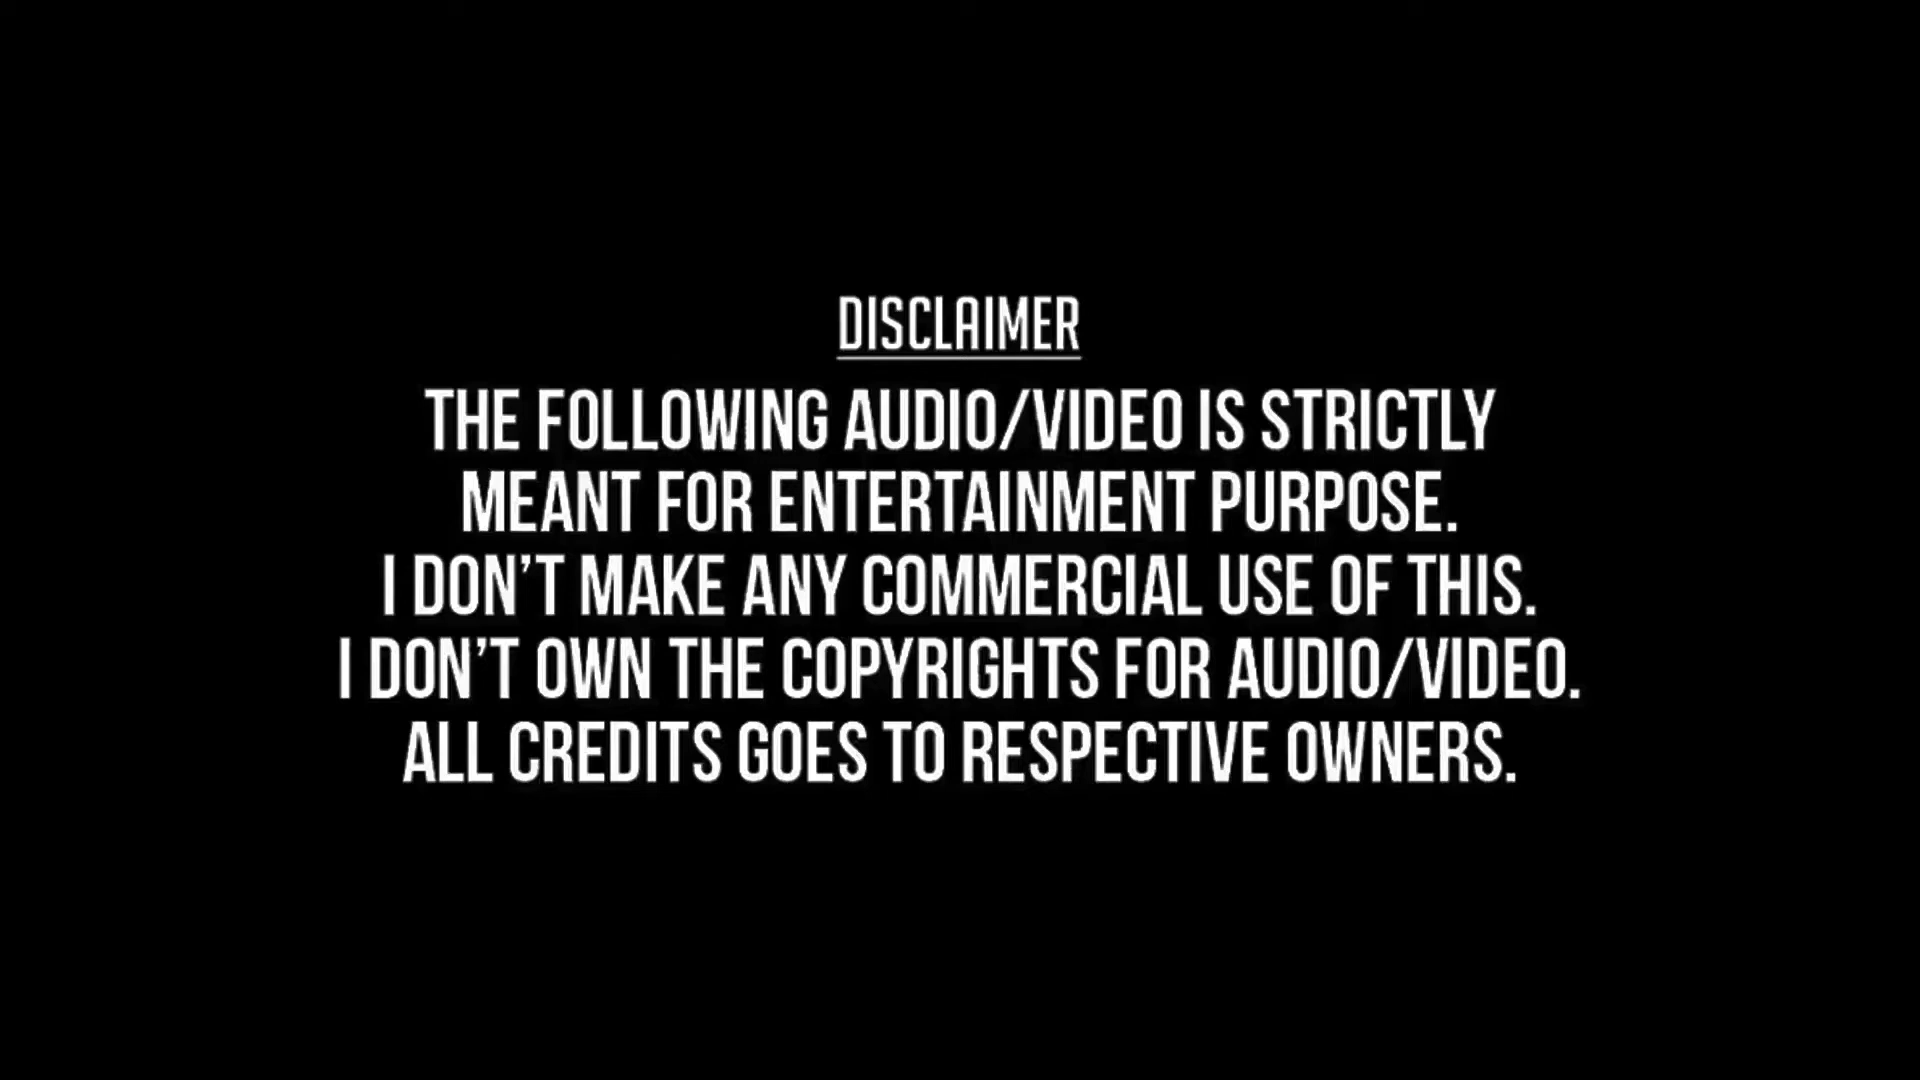 DISCLAIMER
THE FOLLOWING AUDIO/VIDEO IS STRICTLY
MEANT FOR ENTERTAINMENT PURPOSE.
I DON’T MAKE ANY COMMERCIAL USE OF THIS.
I DON’T OWN THE COPYRIGHTS FOR AUDIO/VIDEO.
ALL CREDITS GOES TO RESPECTIVE OWNERS.